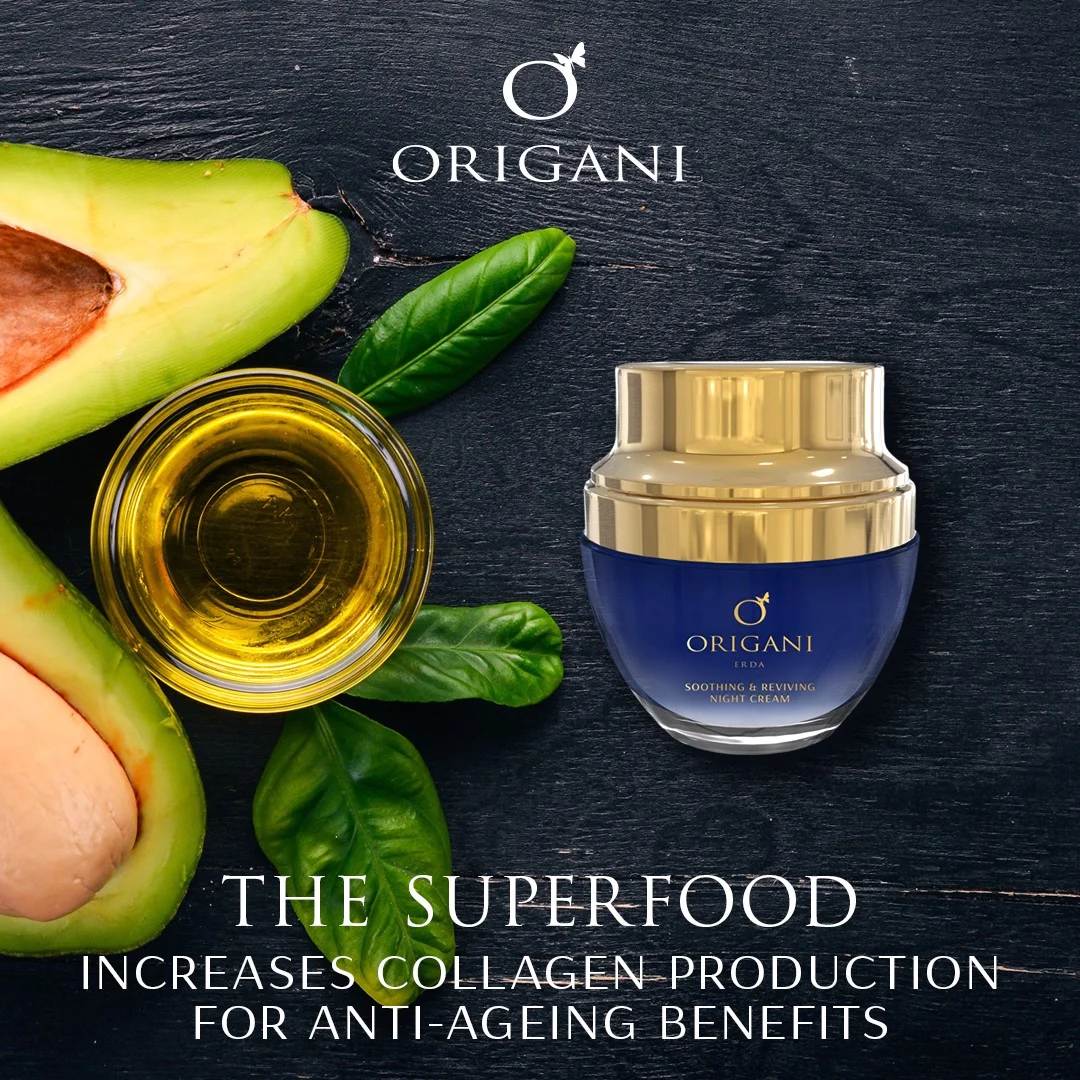 ORIGANI
ORIGANI
ERDA
SOOTHING & REVIVING
NIGHT CREAM
THE SUPERFOOD
INCREASES COLLAGEN PRODUCTION
FOR ANTI-AGEING BENEFITS